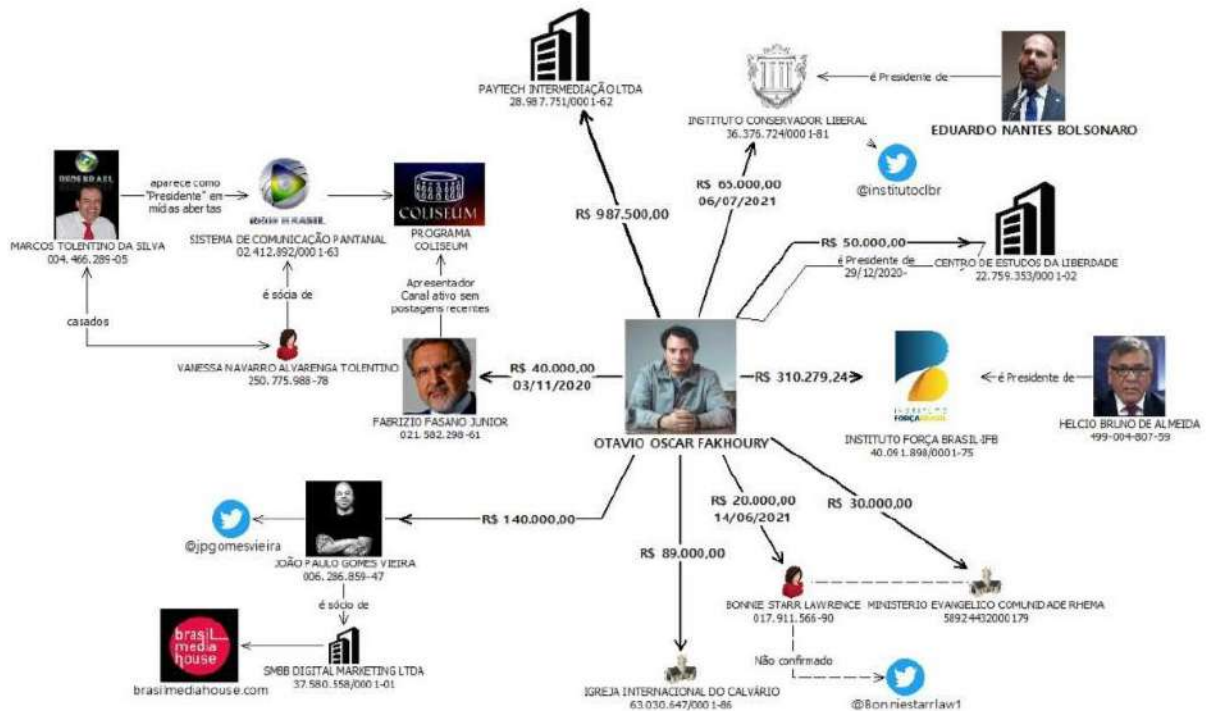 PAYTECH INTERMEDIAÇÃO LTDA
28.987.751/0001-62
INSTITUTO CONSERVADOR LIBERAL
36.376.724/0001-81
é Presidente de
EDUARDO NANTES BOLSONARO
@institutoclbr
R$ 65.000,00
06/07/2021
R$ 987.500,00
aparece como
"Presidente" em
mídias abertas
MARCOS TOLENTINO DA SILVA
004.466.289-05
REDE BRASIL
SISTEMA DE COMUNICAÇÃO PANTANAL
02.412.892/0001-63
COLISEUM
PROGRAMA
COLISEUM
R$ 50.000,00
é Presidente de
29/12/2020-
CENTRO DE ESTUDOS DA LIBERDADE
22.759.353/0001-02
é sócia de
Apresentador
Canal ativo sem
postagens recentes
casados
VANESSA NAVARRO ALVARENGA TOLENTINO
250.775.988-78
R$ 40.000,00
03/11/2020
FABRIZIO FASANO JUNIOR
021.582.298-61
OTAVIO OSCAR FAKHOURY
R$ 310.279,24
INSTITUTO
FORÇA BRASIL
INSTITUTO FORÇA BRASIL-IFB
40.091.898/0001-75
é Presidente de
HELCIO BRUNO DE ALMEIDA
499-004-807-59
R$ 140.000,00
@jpgomesvieira
JOÃO PAULO GOMES VIEIRA
006.286.859-47
é sócio de
brasil
media
house
brasilmediahouse.com
SMBB DIGITAL MARKETING LTDA
37.580.558/0001-01
R$ 89.000,00
IGREJA INTERNACIONAL DO CALVÁRIO
63.030.647/0001-86
R$ 20.000,00
14/06/2021
R$ 30.000,00
BONNIE STARR LAWRENCE
017.911.566-90
MINISTERIO EVANGELICO COMUNIDADE RHEMA
58924432000179
Não confirmado
@Bonniestarrlaw1